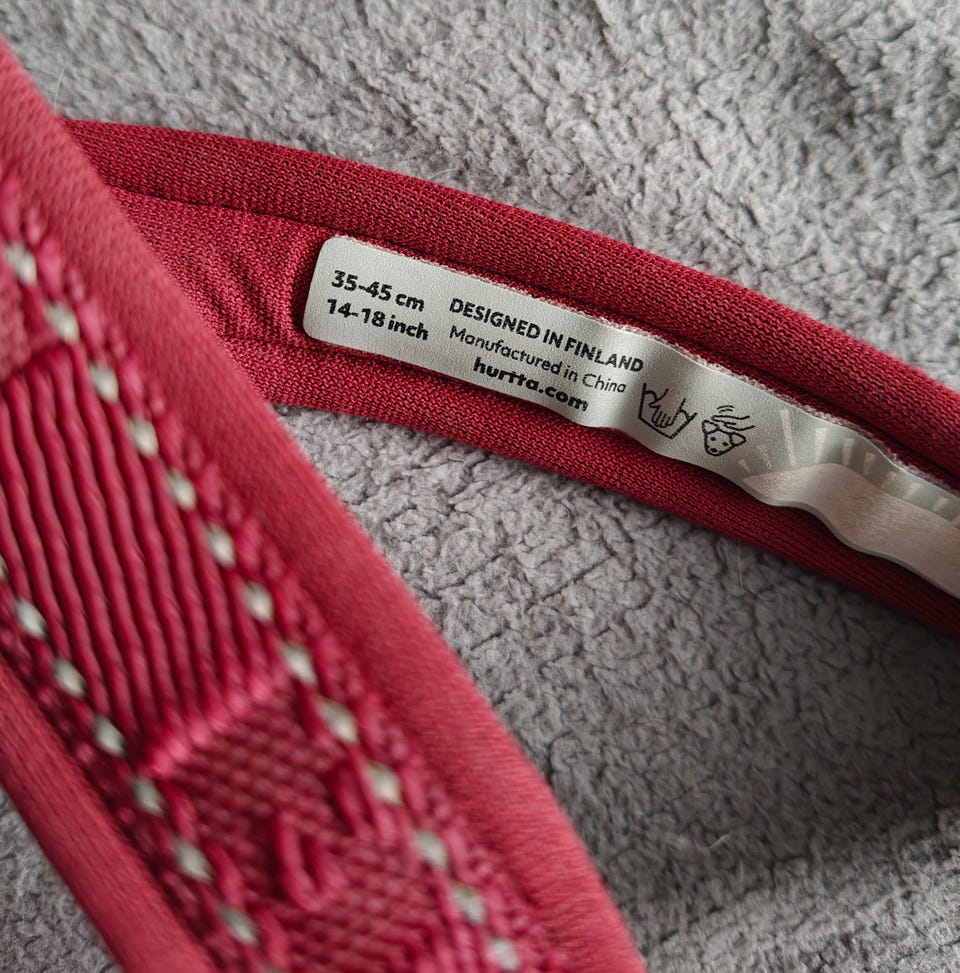 35-45 cm
14-18 inch
DESIGNED IN FINLAND
Manufactured in China
hurtta.com